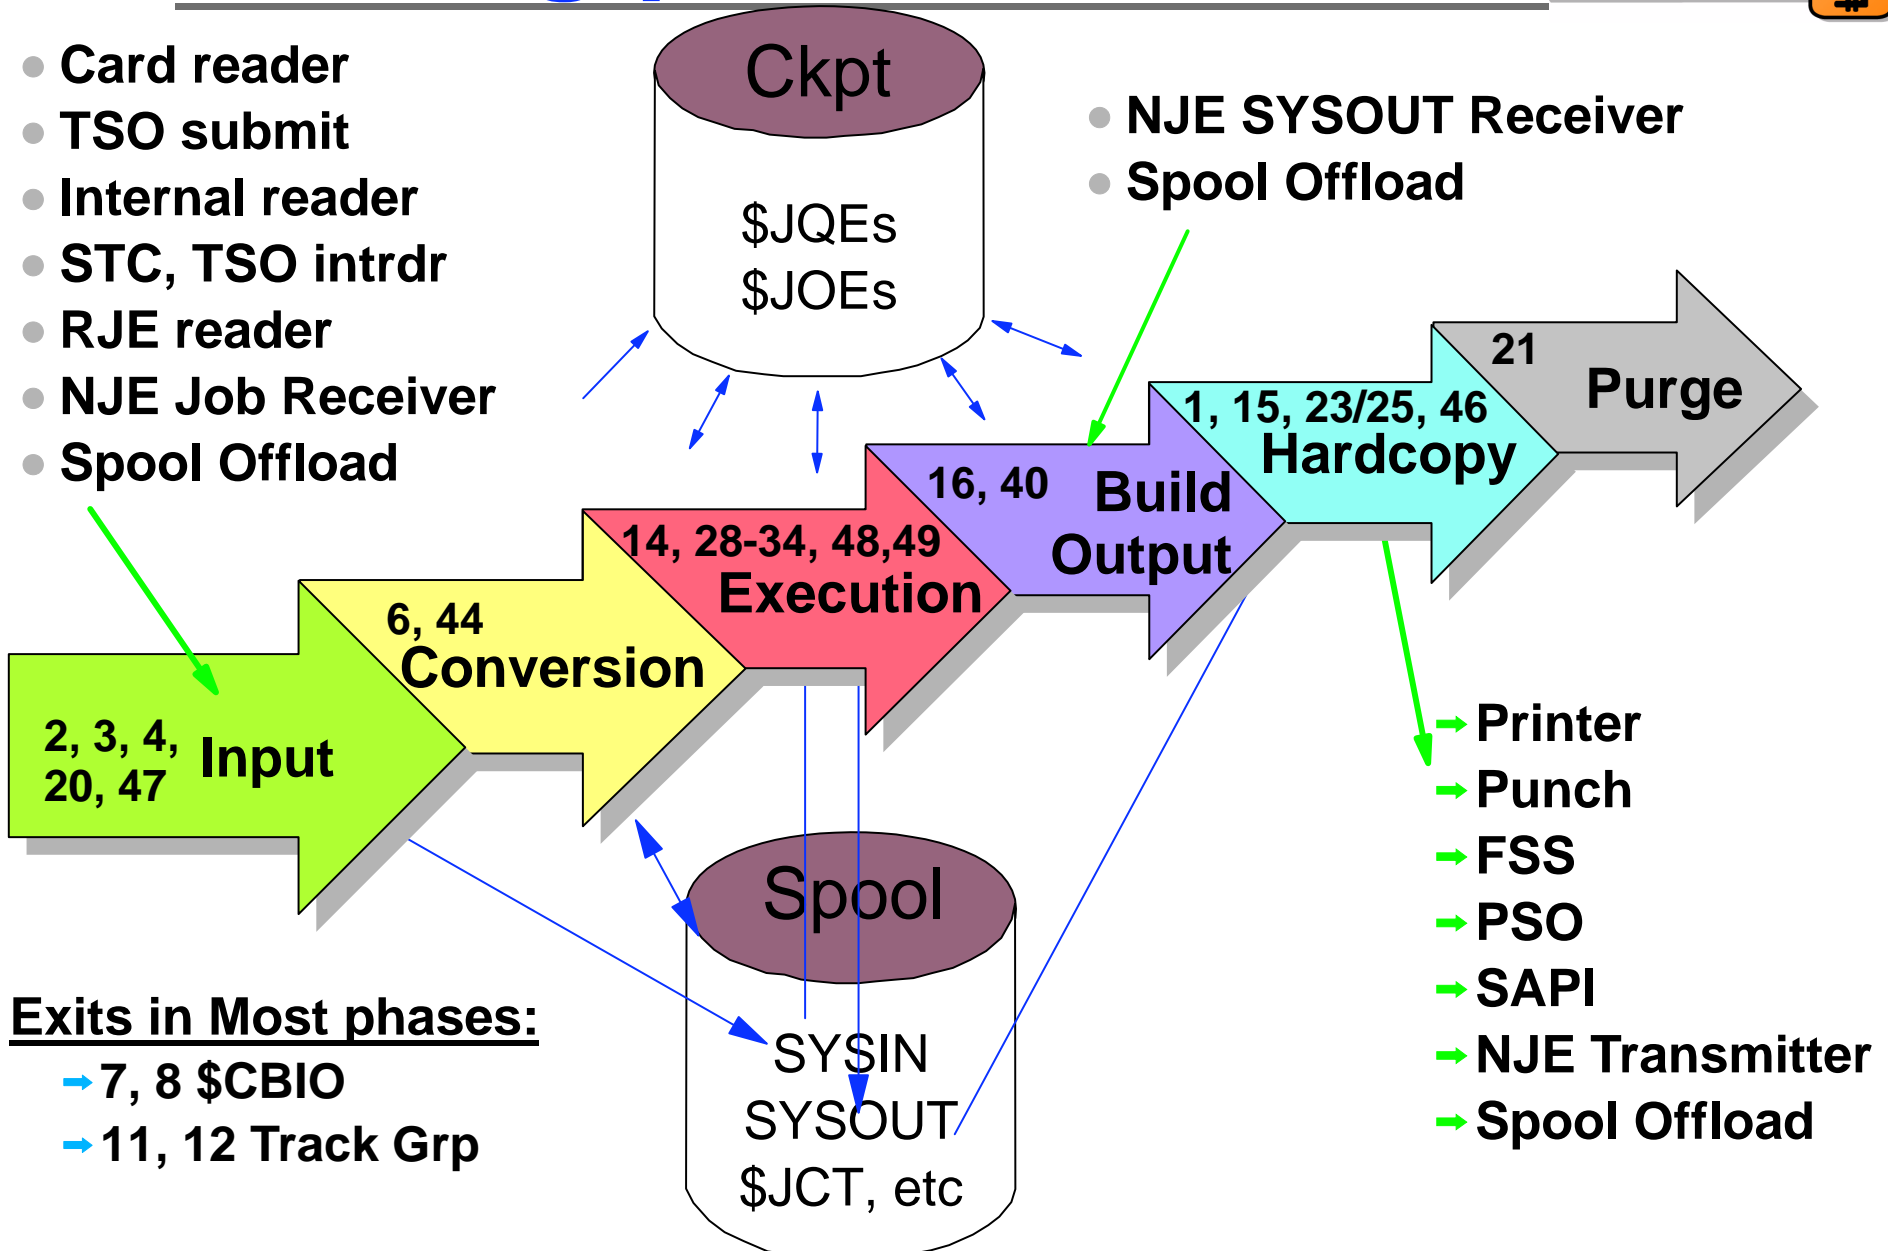 Card reader
TSO submit
Internal reader
STC, TSO intrdr
RJE reader
NJE Job Receiver
Spool Offload
Ckpt
$JQEs
$JOEs
NJE SYSOUT Receiver
Spool Offload
21
Purge
1, 15, 23/25, 46
Hardcopy
16, 40
Build
Output
14, 28-34, 48,49
Execution
6, 44
Conversion
2, 3, 4,
20, 47
Input
Printer
Punch
FSS
PSO
SAPI
NJE Transmitter
Spool Offload
Spool
SYSIN
SYSOUT
$JCT, etc
Exits in Most phases:
7, 8 $CBIO
11, 12 Track Grp